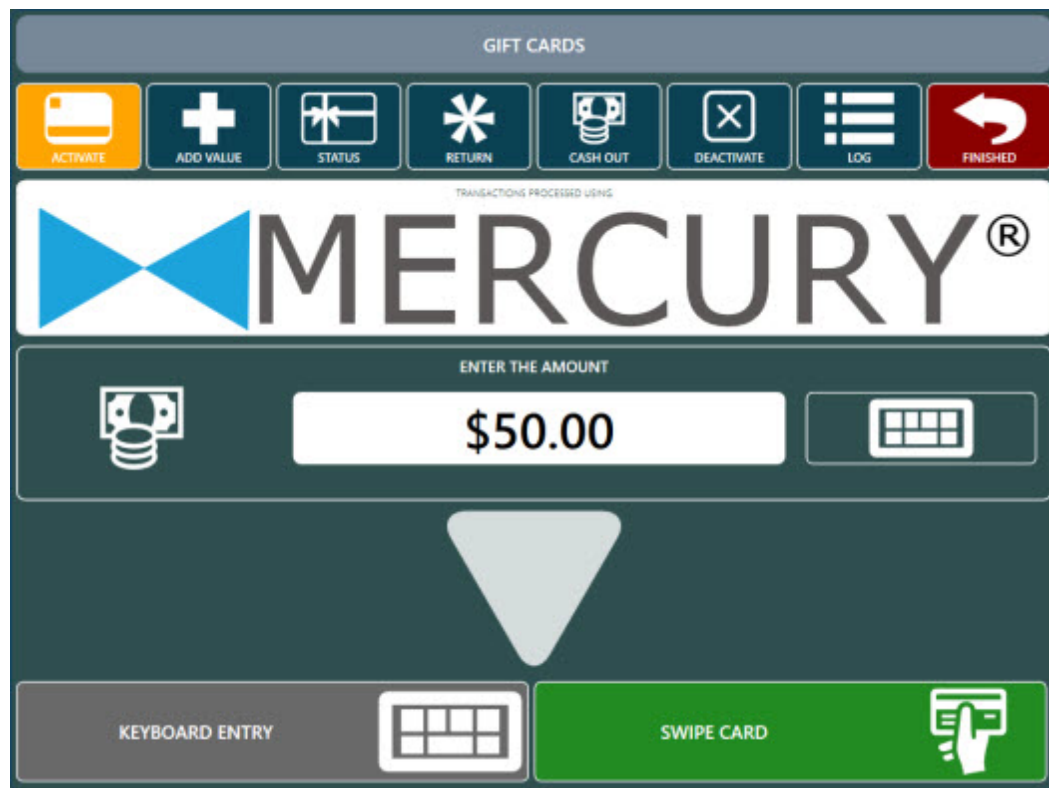 GIFT CARDS
ACTIVATE
ADD VALUE
STATUS
RETURN
CASH OUT
DEACTIVATE
LOG
FINISHED
TRANSACTIONS PROCESSED USING
MERCURY®
ENTER THE AMOUNT
$50.00
KEYBOARD ENTRY
SWIPE CARD